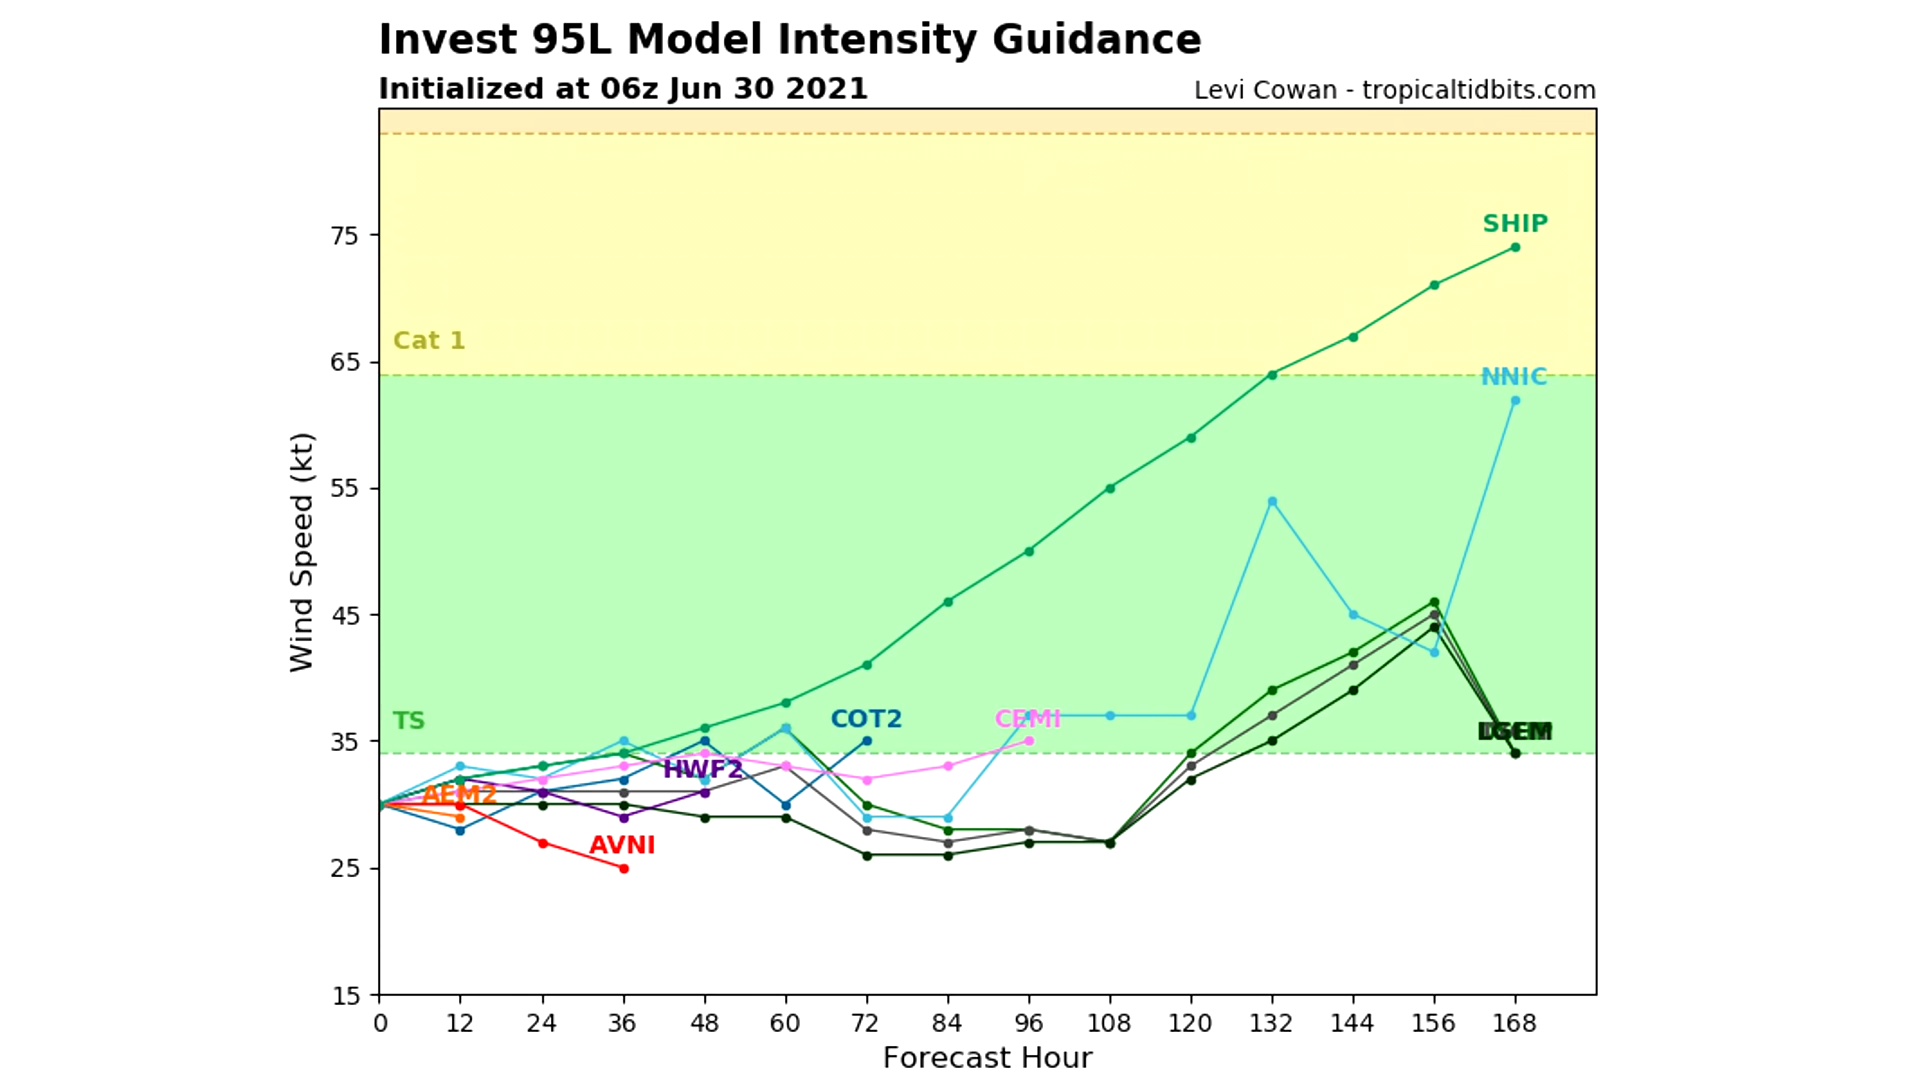 Invest 95L Model Intensity Guidance
Initialized at 06z Jun 30 2021
Levi Cowan - tropicaltidbits.com
SHIP
75
Cat 1
65
NNIC
Wind Speed (kt)
55
45
TS
COT2
CEMI
35
HWF2
AEM2
AVNI
25
15
0 12 24 36 48 60 72 84 96 108 120 132 144 156 168
Forecast Hour